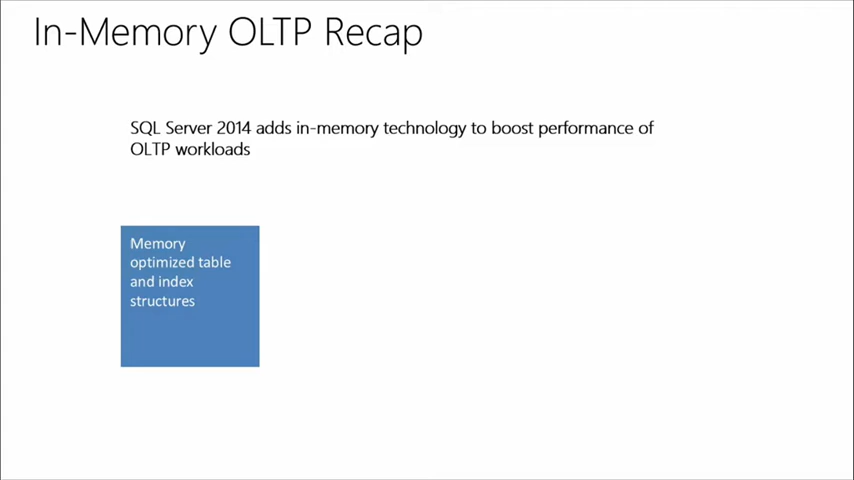 In-Memory OLTP Recap
SQL Server 2014 adds in-memory technology to boost performance of
OLTP workloads
Memory
optimized table
and index
structures